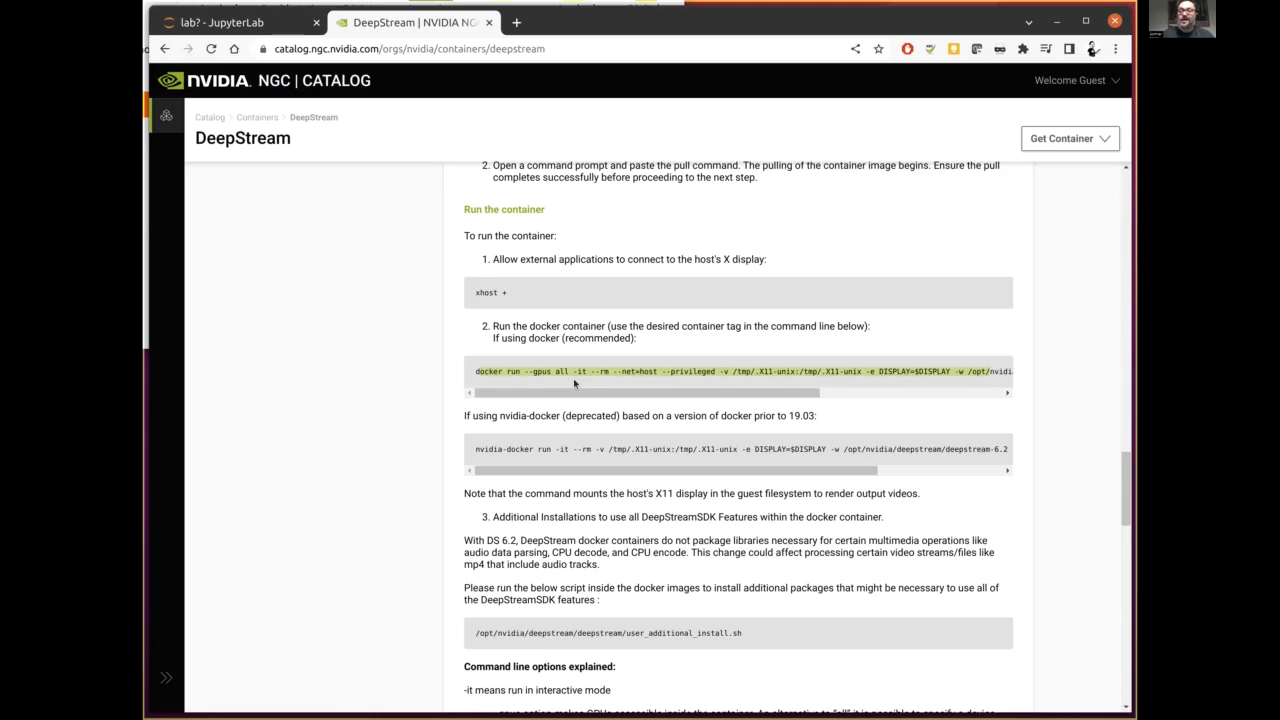 lab? - JupyterLab
DeepStream | NVIDIA NG
catalog.ngc.nvidia.com/orgs/nvidia/containers/deepstream
NVIDIA. NGC | CATALOG
Welcome Guest
Catalog > Containers > DeepStream
DeepStream
Get Container
2. Open a command prompt and paste the pull command. The pulling of the container image begins. Ensure the pull
completes successfully before proceeding to the next step.
Run the container
To run the container:
1. Allow external applications to connect to the host's X display:
xhost +
2. Run the docker container (use the desired container tag in the command line below):
If using docker (recommended):
docker run --gpus all -it --rm --net=host --privileged -v /tmp/.X11-unix:/tmp/.X11-unix -e DISPLAY=$DISPLAY -w /opt/nvidi
If using nvidia-docker (deprecated) based on a version of docker prior to 19.03:
nvidia-docker run -it --rm -v /tmp/.X11-unix:/tmp/.X11-unix -e DISPLAY=$DISPLAY -w /opt/nvidia/deepstream/deepstream-6.2
Note that the command mounts the host's X11 display in the guest filesystem to render output videos.
3. Additional Installations to use all DeepStreamSDK Features within the docker container.
With DS 6.2, DeepStream docker containers do not package libraries necessary for certain multimedia operations like
audio data parsing, CPU decode, and CPU encode. This change could affect processing certain video streams/files like
mp4 that include audio tracks.
Please run the below script inside the docker images to install additional packages that might be necessary to use all of
the DeepStreamSDK features :
/opt/nvidia/deepstream/deepstream/user_additional_install.sh
Command line options explained:
-it means run in interactive mode